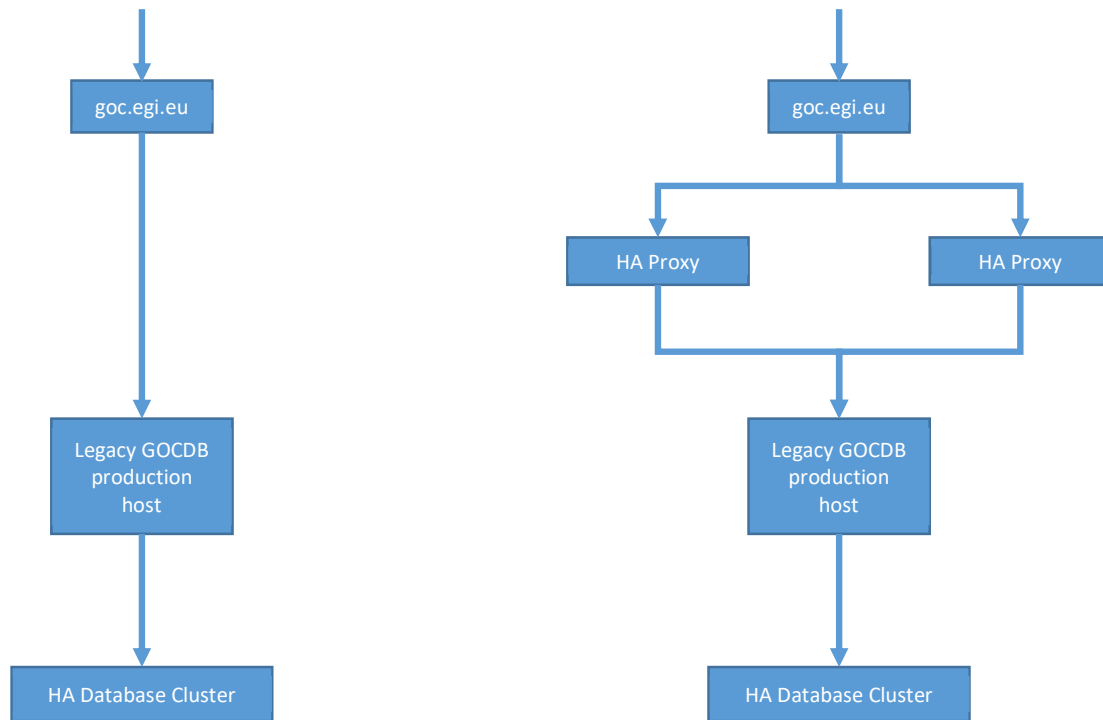 goc.egi.eu
Legacy GOCDB
production
host
HA Database Cluster
goc.egi.eu
HA Proxy
HA Proxy
Legacy GOCDB
production
host
HA Database Cluster